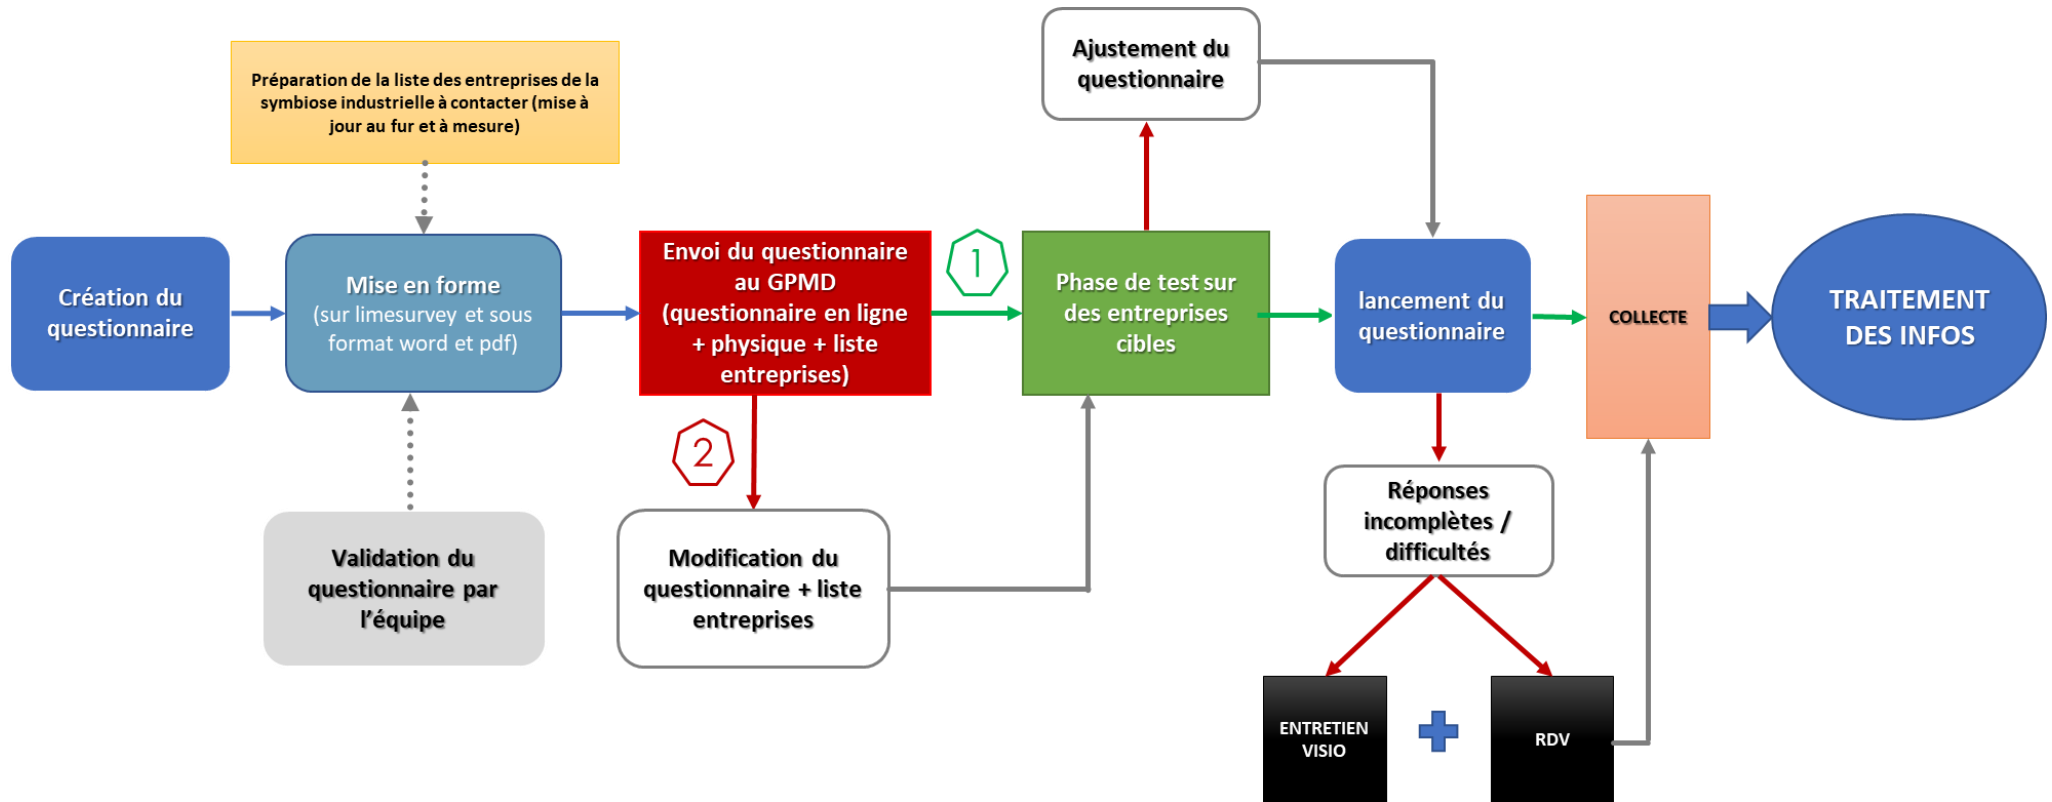 Ajustement du
questionnaire
Préparation de la liste des entreprises de la
symbiose industrielle à contacter (mise à
jour au fur et à mesure)
Création du
questionnaire
Mise en forme
(sur limesurvey et sous
format word et pdf)
Envoi du questionnaire
au GPMD
(questionnaire en ligne
+ physique + liste
entreprises)
1
Phase de test sur
des entreprises
cibles
lancement du
questionnaire
COLLECTE
TRAITEMENT
DES INFOS
2
Validation du
questionnaire par
l’équipe
Modification du
questionnaire + liste
entreprises
Réponses
incomplètes /
difficultés
ENTRETIEN
VISIO
RDV